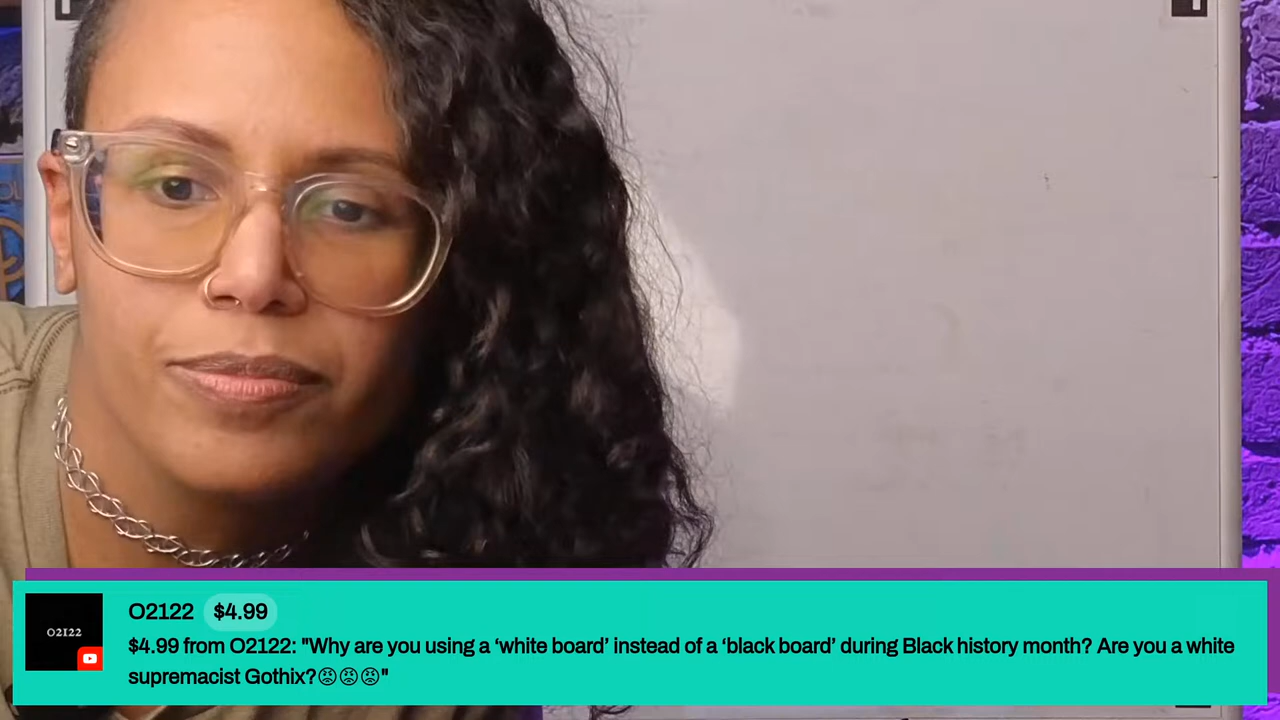 O2122 $4.99
O2122
$4.99 from O2122: "Why are you using a ‘white board’ instead of a ‘black board’ during Black history month? Are you a white
supremacist Gothix?😡😡😡"